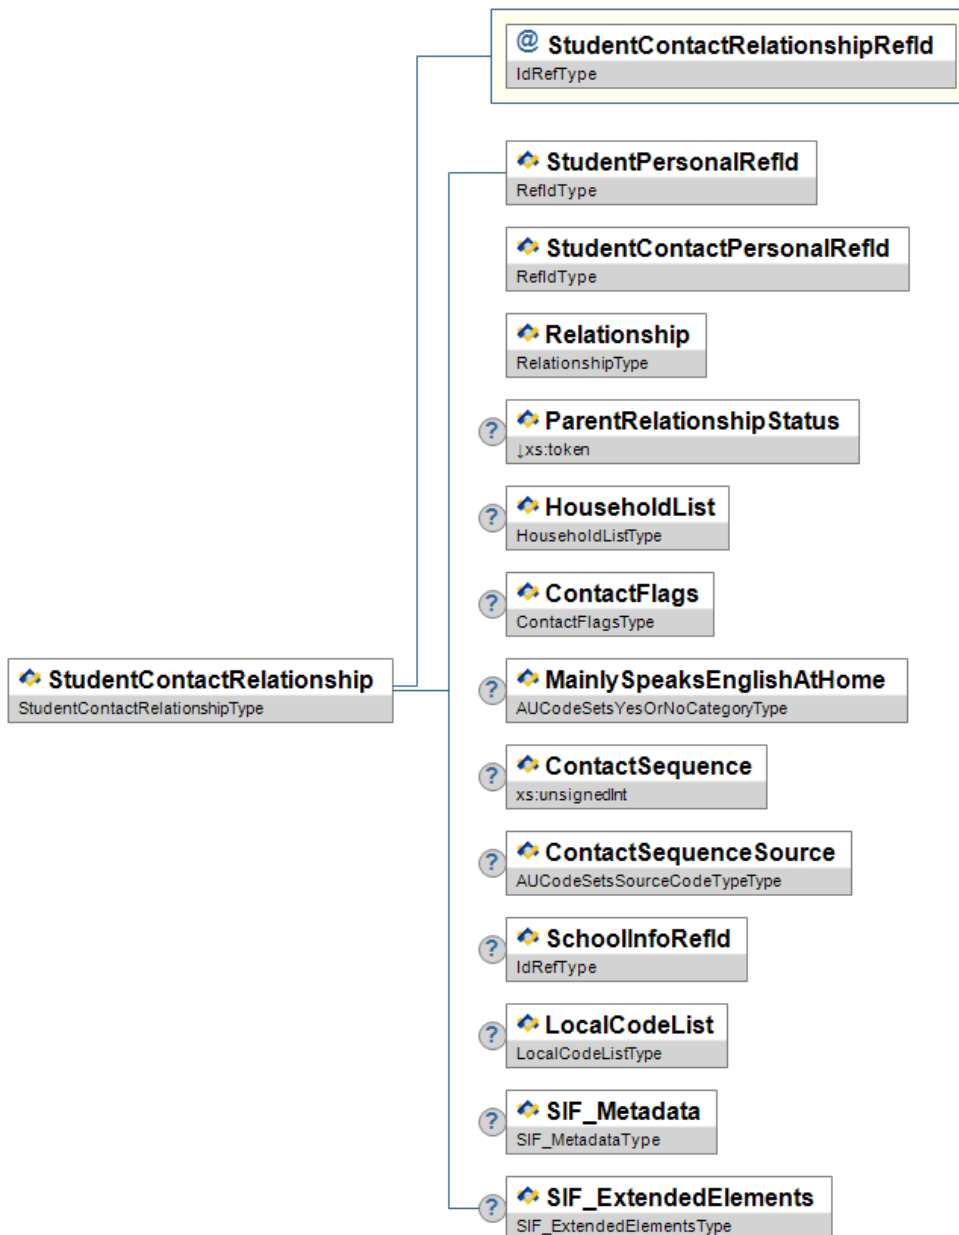 @ StudentContactRelationshipRefId
IdRefType
StudentPersonalRefId
RefIdType
StudentContactPersonalRefId
RefIdType
Relationship
RelationshipType
? ParentRelationshipStatus
↓xs:token
? HouseholdList
HouseholdListType
? ContactFlags
ContactFlagsType
StudentContactRelationship
StudentContactRelationshipType
? MainlySpeaksEnglishAtHome
AUCodeSetsYesOrNoCategoryType
? ContactSequence
xs:unsignedInt
? ContactSequenceSource
AUCodeSetsSourceCodeTypeType
? SchoolInfoRefId
IdRefType
? LocalCodeList
LocalCodeListType
? SIF_Metadata
SIF_MetadataType
? SIF_ExtendedElements
SIF_ExtendedElementsType